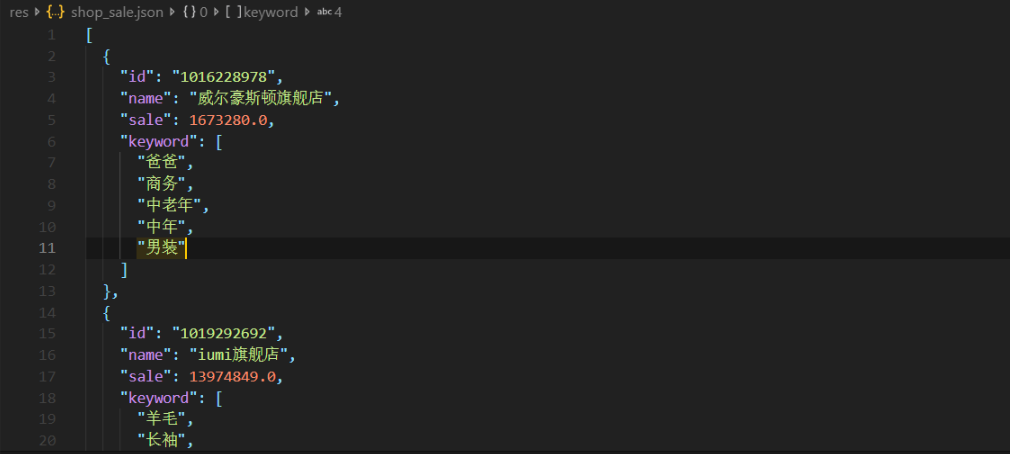 res shop_sale.json {} 0 [ ] keyword abc 4
1 [
2 {
3 "id": "1016228978",
4 "name": "威尔豪斯顿旗舰店",
5 "sale": 1673280.0,
6 "keyword": [
7 "爸爸",
8 "商务",
9 "中老年",
10 "中年",
11 "男装"
12 ]
13 },
14 {
15 "id": "1019292692",
16 "name": "iumi旗舰店",
17 "sale": 13974849.0,
18 "keyword": [
19 "羊毛",
20 "长袖",